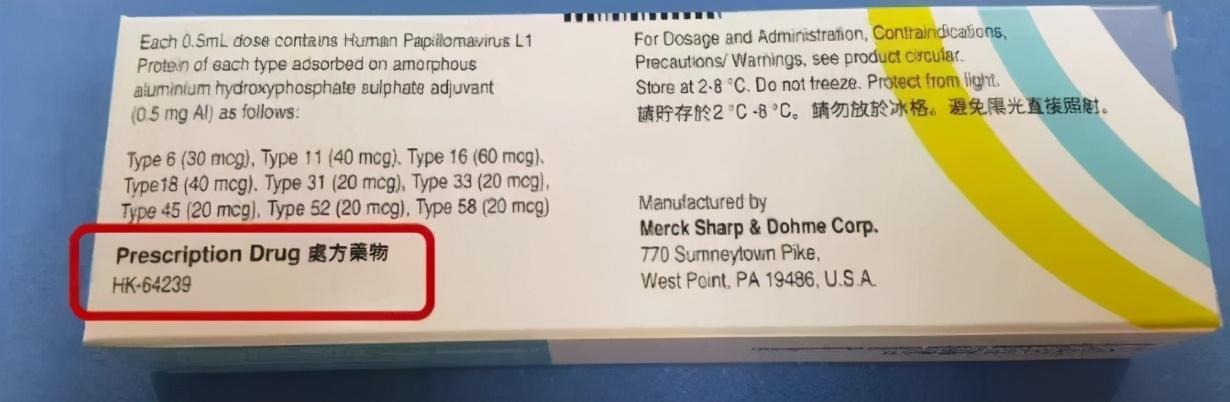 Each 0.5mL dose contains Human Papillomavirus L1
Protein of each type adsorbed on amorphous
aluminium hydroxyphosphate sulphate adjuvant
(0.5 mg Al) as follows:
Type 6 (30 mcg), Type 11 (40 mcg). Type 16 (60 mcg),
Type18 (40 mcg). Type 31 (20 mcg), Type 33 (20 mcg),
Type 45 (20 mcg), Type 52 (20 mcg), Type 58 (20 mcg)
Prescription Drug 處方藥物
HK-64239
For Dosage and Administration, Contraindications,
Precautions/ Warnings, see product circular.
Store at 2-8 °C. Do not freeze. Protect from light.
請貯存於2 °C -8 °C。請勿放於冰格。避免陽光直接照射。
Manufactured by
Merck Sharp & Dohme Corp.
770 Sumneytown Pike,
West Point, PA 19486, U.S.A.